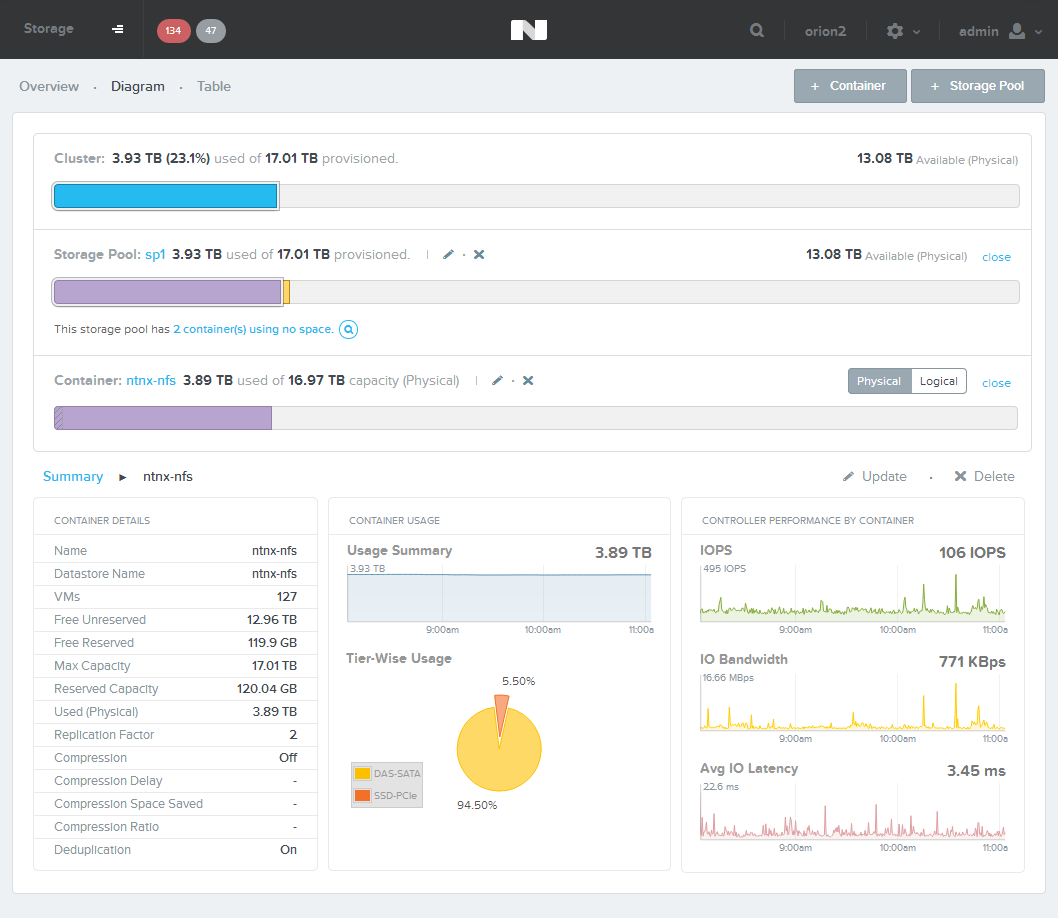 Storage 134 47 N orion2 admin
Overview · Diagram · Table + Container + Storage Pool
Cluster: 3.93 TB (23.1%) used of 17.01 TB provisioned. 13.08 TB Available (Physical)
Storage Pool: sp1 3.93 TB used of 17.01 TB provisioned. 13.08 TB Available (Physical) close
This storage pool has 2 container(s) using no space.
Container: ntnx-nfs 3.89 TB used of 16.97 TB capacity (Physical) Physical Logical close
Summary ► ntnx-nfs Update · Delete
CONTAINER DETAILS
Name ntnx-nfs
Datastore Name ntnx-nfs
VMs 127
Free Unreserved 12.96 TB
Free Reserved 119.9 GB
Max Capacity 17.01 TB
Reserved Capacity 120.04 GB
Used (Physical) 3.89 TB
Replication Factor 2
Compression Off
Compression Delay -
Compression Space Saved -
Compression Ratio -
Deduplication On
CONTAINER USAGE
Usage Summary 3.89 TB
3.93 TB
9:00am 10:00am 11:00a
Tier-Wise Usage
5.50%
DAS-SATA
SSD-PCIe
94.50%
CONTROLLER PERFORMANCE BY CONTAINER
IOPS 106 IOPS
495 IOPS
9:00am 10:00am 11:00a
IO Bandwidth 771 KBps
16.66 MBps
9:00am 10:00am 11:00a
Avg IO Latency 3.45 ms
22.6 ms
9:00am 10:00am 11:00a